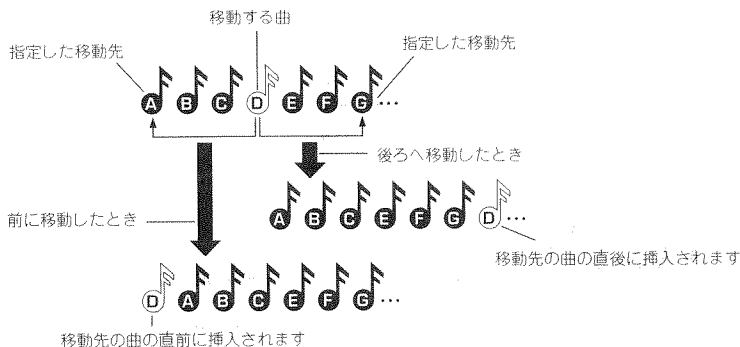 移動する曲
指定した移動先
指定した移動先
A B C D E F G …
後ろへ移動したとき
A B C E F G D …
前に移動したとき
移動先の曲の直後に挿入されます
D A B C E F G …
移動先の曲の直前に挿入されます